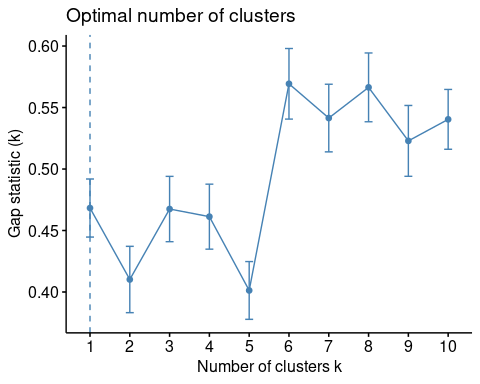 Optimal number of clusters
Gap statistic (k)
0.60
0.55
0.50
0.45
0.40
1 2 3 4 5 6 7 8 9 10
Number of clusters k